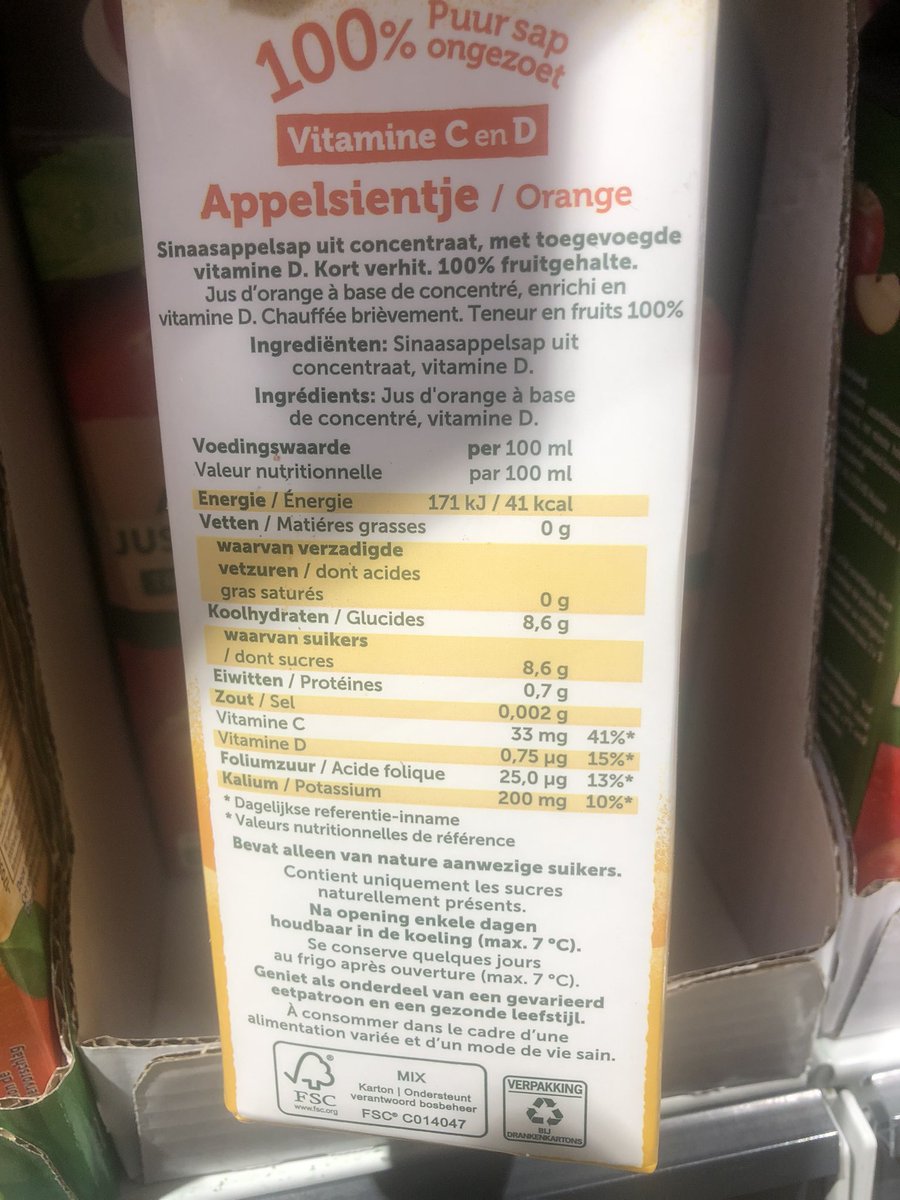 100% Puur sap
ongezoet
Vitamine C en D
Appelsientje / Orange
Sinaasappelsap uit concentraat, met toegevoegde
vitamine D. Kort verhit. 100% fruitgehalte.
Jus d'orange à base de concentré, enrichi en
vitamine D. Chauffée brièvement. Teneur en fruits 100%
Ingrediënten: Sinaasappelsap uit
concentraat, vitamine D.
Ingrédients: Jus d'orange à base
de concentré, vitamine D.
Voedingswaarde per 100 ml
Valeur nutritionnelle par 100 ml
Energie / Énergie 171 kJ / 41 kcal
Vetten / Matiéres grasses 0 g
waarvan verzadigde
vetzuren / dont acides
gras saturés 0 g
Koolhydraten / Glucides 8,6 g
waarvan suikers
/ dont sucres 8,6 g
Eiwitten / Protéines 0,7 g
Zout / Sel 0,002 g
Vitamine C 33 mg 41%*
Vitamine D 0,75 µg 15%*
Foliumzuur / Acide folique 25,0 µg 13%*
Kalium / Potassium 200 mg 10%*
* Dagelijkse referentie-inname
* Valeurs nutritionnelles de référence
Bevat alleen van nature aanwezige suikers.
Contient uniquement les sucres
naturellement présents.
Na opening enkele dagen
houdbaar in de koeling (max. 7 °C).
Se conserve quelques jours
au frigo après ouverture (max. 7 °C).
Geniet als onderdeel van een gevarieerd
eetpatroon en een gezonde leefstijl.
À consommer dans le cadre d'une
alimentation variée et d'un mode de vie sain.
FSC
www.fsc.org
MIX
Karton | Ondersteunt
verantwoord bosbeheer
FSC® C014047
VERPAKKING
BIJ
DRANKENKARTONS
JUS